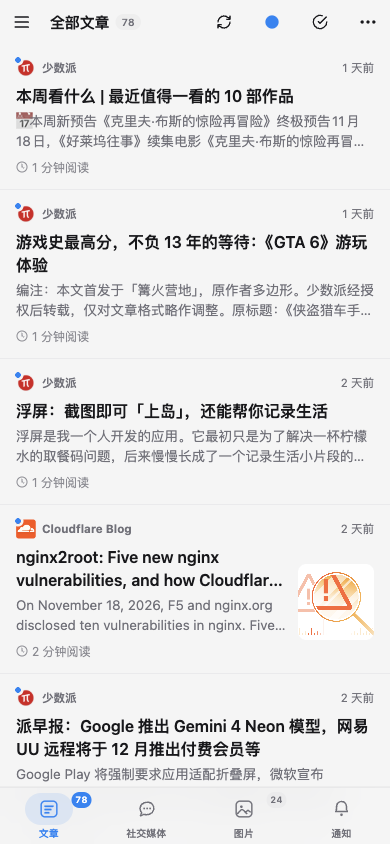 全部文章 78
少数派 1 天前
本周看什么 | 最近值得一看的 10 部作品
17本周新预告《克里夫·布斯的惊险再冒险》终极预告11月
18日，《好莱坞往事》续集电影《克里夫·布斯的惊险再冒...
1 分钟阅读
少数派 1 天前
游戏史最高分，不负 13 年的等待：《GTA 6》游玩
体验
编注：本文首发于「篝火营地」，原作者多边形。少数派经授
权后转载，仅对文章格式略作调整。原标题：《侠盗猎车手...
1 分钟阅读
少数派 2 天前
浮屏：截图即可「上岛」，还能帮你记录生活
浮屏是我一个人开发的应用。它最初只是为了解决一杯柠檬
水的取餐码问题，后来慢慢长成了一个记录生活小片段的...
1 分钟阅读
Cloudflare Blog 2 天前
nginx2root: Five new nginx
vulnerabilities, and how Cloudflar...
On November 18, 2026, F5 and nginx.org
disclosed ten vulnerabilities in nginx. Five...
2 分钟阅读
少数派 2 天前
派早报：Google 推出 Gemini 4 Neon 模型，网易
UU 远程将于 12 月推出付费会员等
Google Play 将强制要求应用适配折叠屏，微软宣布
78 24
文章 社交媒体 图片 通知